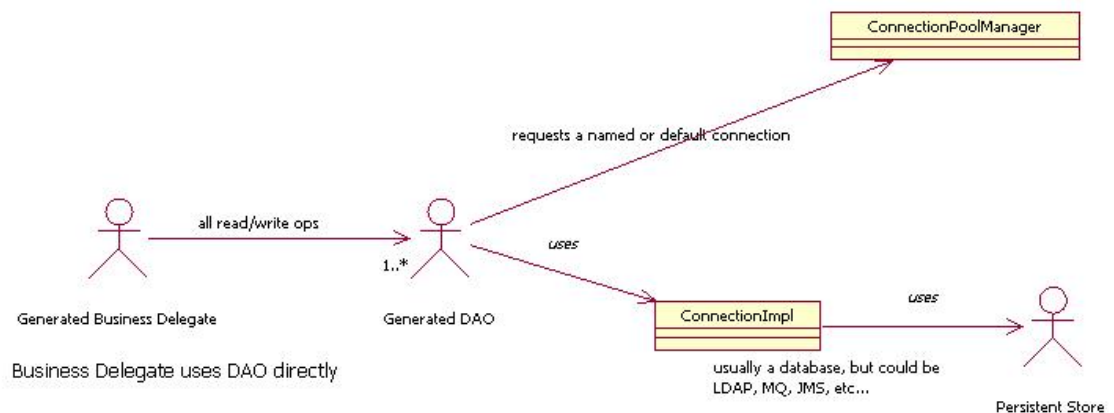 ConnectionPoolManager
requests a named or default connection
all read/write ops
1..*
uses
Generated Business Delegate
Generated DAO
ConnectionImpl
uses
usually a database, but could be
LDAP, MQ, JMS, etc...
Business Delegate uses DAO directly
Persistent Store